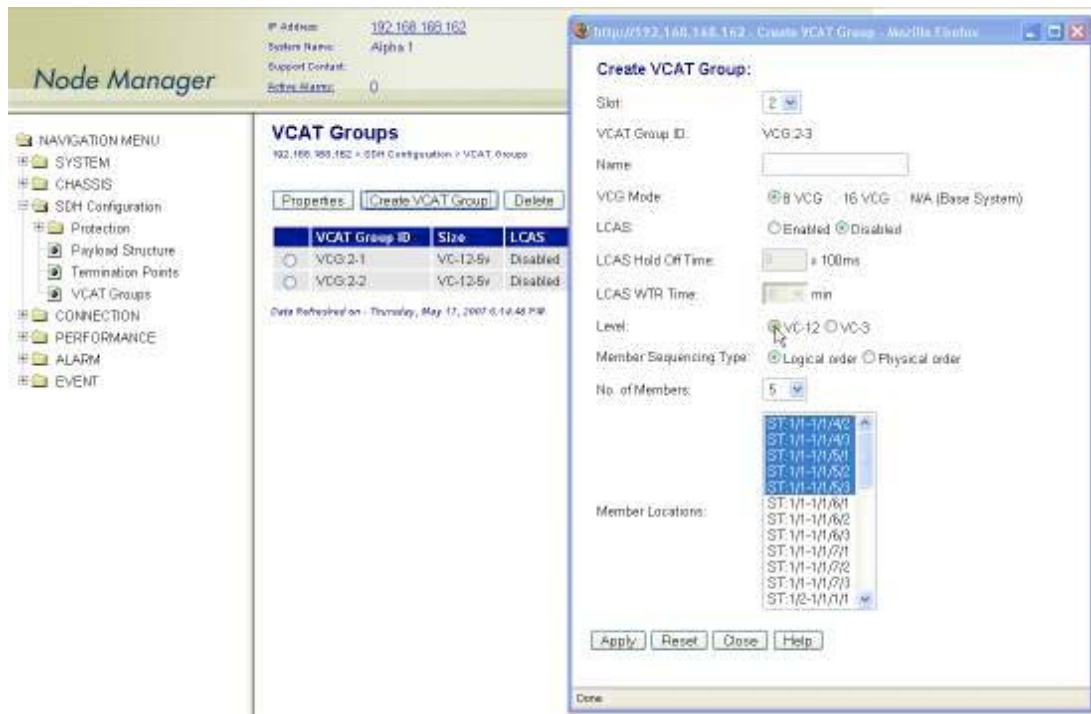 Node Manager
IP Address: 192.168.168.162
System Name: Alpha 1
Support Contact:
Active Alarms: 0
NAVIGATION MENU
SYSTEM
CHASSIS
SDH Configuration
Protection
Payload Structure
Termination Points
VCAT Groups
CONNECTION
PERFORMANCE
ALARM
EVENT
VCAT Groups
192.168.168.162 > SDH Configuration > VCAT Groups
Properties Create VCAT Group Delete
VCAT Group ID Size LCAS
VCG:2-1 VC-12-5v Disabled
VCG:2-2 VC-12-5v Disabled
Data Refreshed on - Thursday, May 17, 2007 6:14:48 PM
http://192.168.168.162 - Create VCAT Group - Mozilla Firefox
Create VCAT Group:
Slot: 2
VCAT Group ID: VCG:2-3
Name:
VCG Mode: 8 VCG 16 VCG N/A (Base System)
LCAS: Enabled Disabled
LCAS Hold Off Time: x 100ms
LCAS WTR Time: min
Level: VC-12 VC-3
Member Sequencing Type: Logical order Physical order
No. of Members: 5
Member Locations:
ST:1/1-1/1/4/2
ST:1/1-1/1/4/3
ST:1/1-1/1/5/1
ST:1/1-1/1/5/2
ST:1/1-1/1/5/3
ST:1/1-1/1/6/1
ST:1/1-1/1/6/2
ST:1/1-1/1/6/3
ST:1/1-1/1/7/1
ST:1/1-1/1/7/2
ST:1/1-1/1/7/3
ST:1/2-1/1/1/1
Apply Reset Close Help
Done